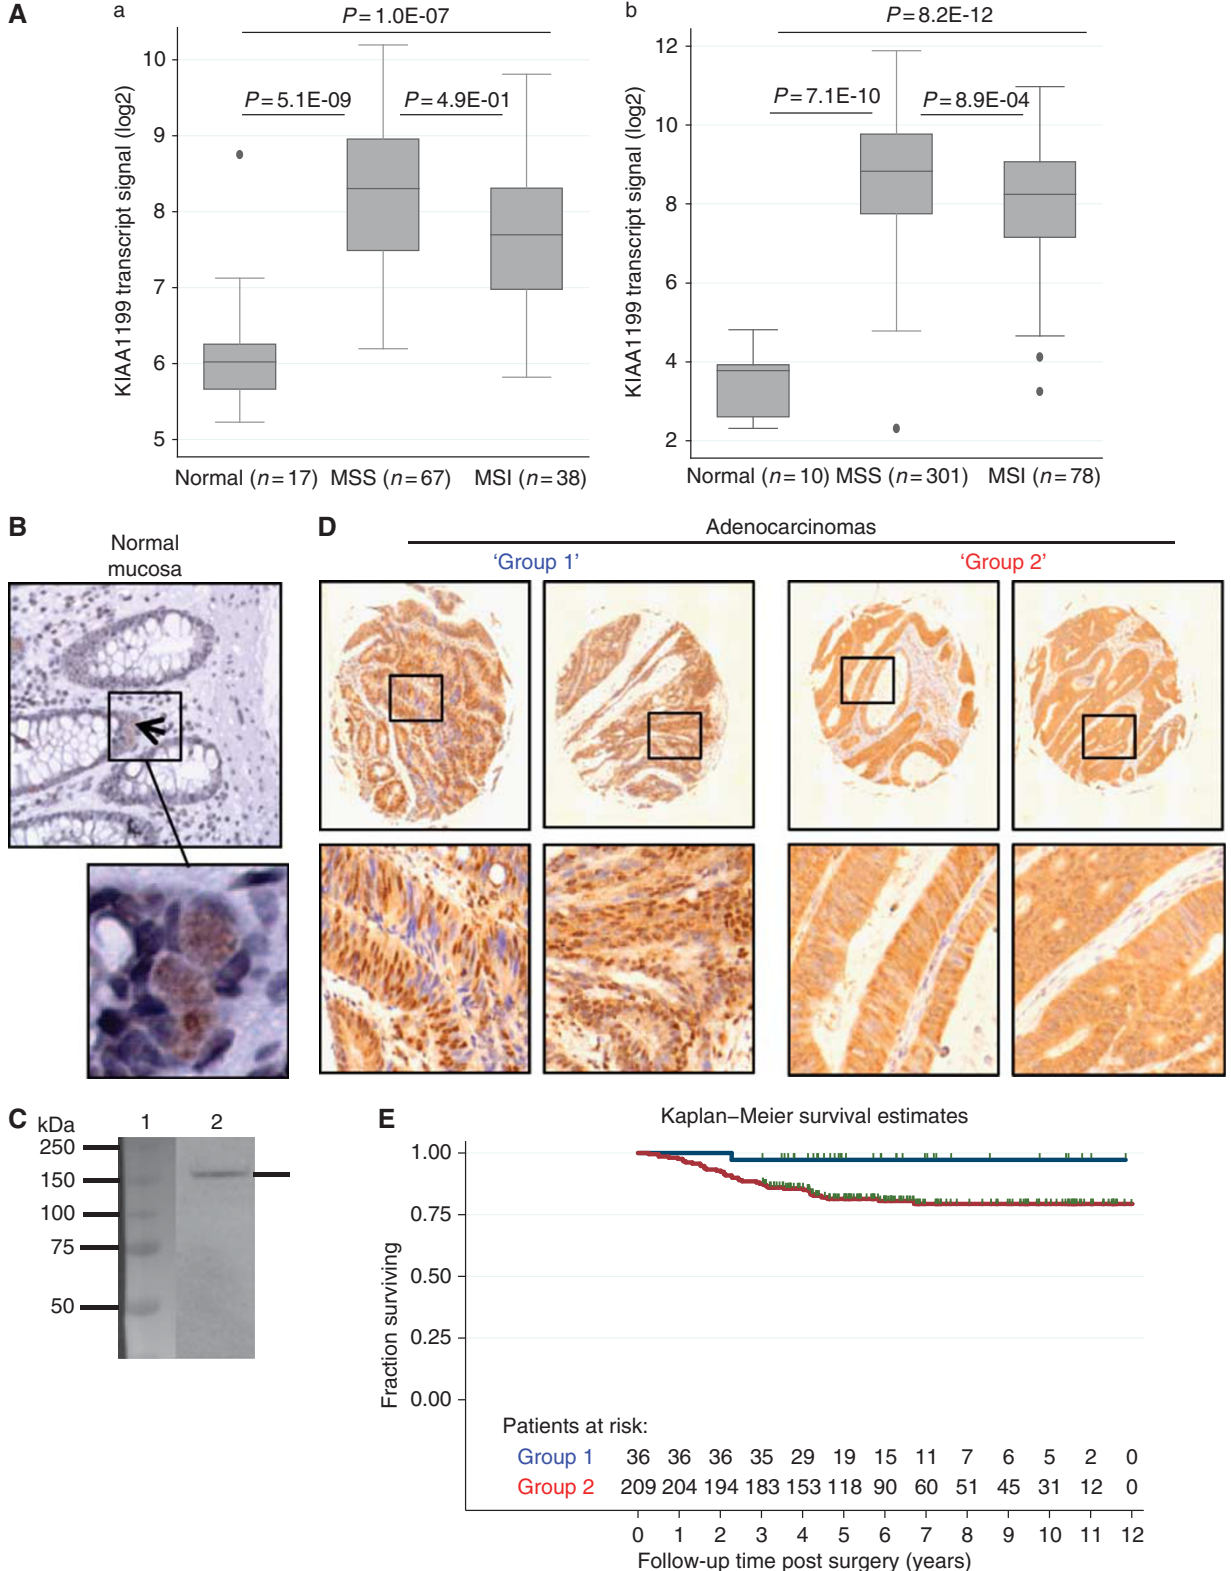 A
a
P=1.0E-07
P=5.1E-09
P=4.9E-01
KIAA1199 transcript signal (log2)
10
9
8
7
6
5
Normal (n=17)
MSS (n=67)
MSI (n=38)
b
P=8.2E-12
P=7.1E-10
P=8.9E-04
KIAA1199 transcript signal (log2)
12
10
8
6
4
2
Normal (n=10)
MSS (n=301)
MSI (n=78)
B
Normal
mucosa
D
Adenocarcinomas
‘Group 1’
‘Group 2’
C
kDa
1
2
250
150
100
75
50
E
Kaplan–Meier survival estimates
Fraction surviving
1.00
0.75
0.50
0.25
0.00
Patients at risk:
Group 1 36 36 36 35 29 19 15 11 7 6 5 2 0
Group 2 209 204 194 183 153 118 90 60 51 45 31 12 0
0 1 2 3 4 5 6 7 8 9 10 11 12
Follow-up time post surgery (years)